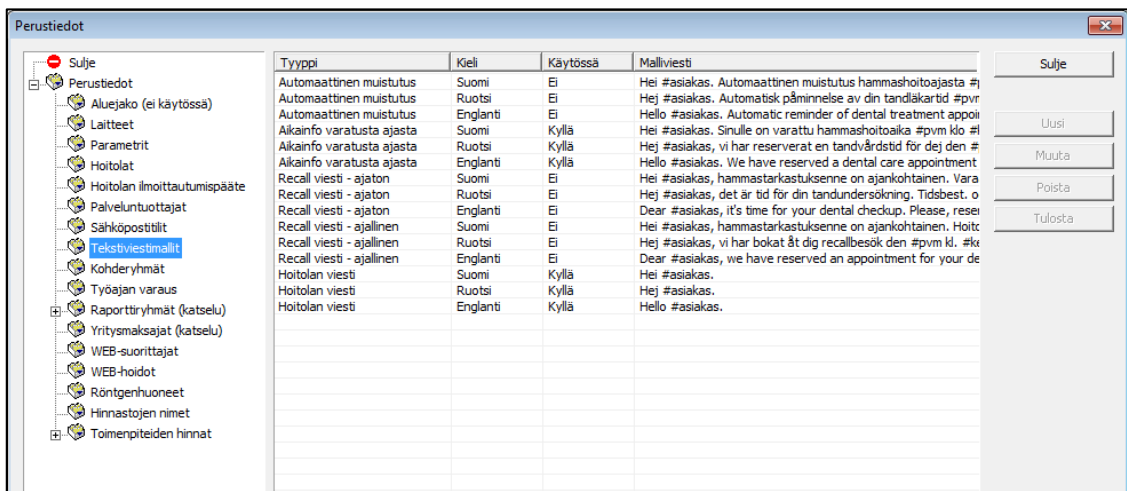 Perustiedot
Sulje
Perustiedot
Aluejako (ei käytössä)
Laitteet
Parametrit
Hoitolat
Hoitolan ilmoittautumispääte
Palveluntuottajat
Sähköpostitilit
Tekstiviestimallit
Kohderyhmät
Työajan varaus
Raporttiryhmät (katselu)
Yritysmaksajat (katselu)
WEB-suorittajat
WEB-hoidot
Röntgenhuoneet
Hinnastojen nimet
Toimenpiteiden hinnat
Tyyppi Kieli Käytössä Malliviesti
Automaattinen muistutus Suomi Ei Hei #asiakas. Automaattinen muistutus hammashoitoajasta #p
Automaattinen muistutus Ruotsi Ei Hej #asiakas. Automatisk påminnelse av din tandläkartid #pvm
Automaattinen muistutus Englanti Ei Hello #asiakas. Automatic reminder of dental treatment appoi
Aikainfo varatusta ajasta Suomi Kyllä Hei #asiakas. Sinulle on varattu hammashoitoaika #pvm klo #k
Aikainfo varatusta ajasta Ruotsi Kyllä Hej #asiakas, vi har reserverat en tandvårdstid för dej den #
Aikainfo varatusta ajasta Englanti Kyllä Hello #asiakas. We have reserved a dental care appointment
Recall viesti - ajaton Suomi Ei Hei #asiakas, hammastarkastuksenne on ajankohtainen. Vara
Recall viesti - ajaton Ruotsi Ei Hej #asiakas, det är tid för din tandundersökning. Tidsbest. o
Recall viesti - ajaton Englanti Ei Dear #asiakas, it's time for your dental checkup. Please, reser
Recall viesti - ajallinen Suomi Ei Hei #asiakas, hammastarkastuksenne on ajankohtainen. Hoito
Recall viesti - ajallinen Ruotsi Ei Hej #asiakas, vi har bokat åt dig recallbesök den #pvm kl. #ke
Recall viesti - ajallinen Englanti Ei Dear #asiakas, we have reserved an appointment for your de
Hoitolan viesti Suomi Kyllä Hei #asiakas.
Hoitolan viesti Ruotsi Kyllä Hej #asiakas.
Hoitolan viesti Englanti Kyllä Hello #asiakas.
Sulje
Uusi
Muuta
Poista
Tulosta